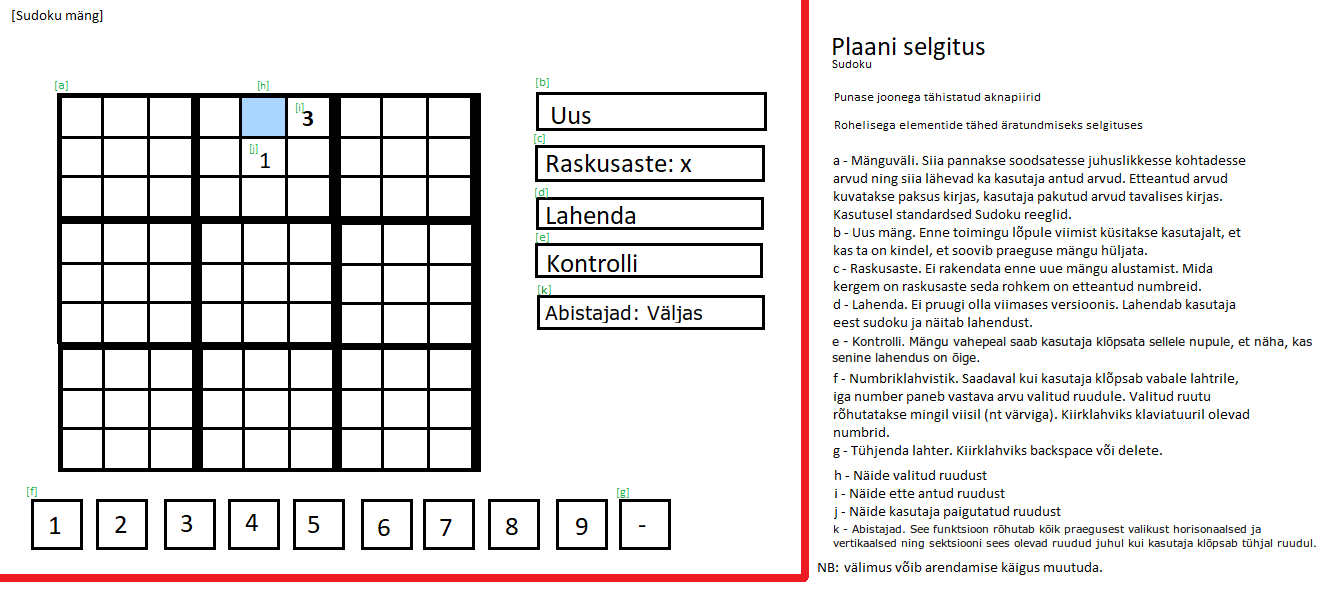 [Sudoku mäng]
[a]
[h]
[i]
3
[j]
1
[b]
Uus
[c]
Raskusaste: x
[d]
Lahenda
[e]
Kontrolli
[k]
Abistajad: Väljas
[f]
[g]
1 2 3 4 5 6 7 8 9 -
Plaani selgitus
Sudoku
Punase joonega tähistatud aknapiirid
Rohelisega elementide tähed äratundmiseks selgituses
a - Mänguväli. Siia pannakse soodsatesse juhuslikkesse kohtadesse
arvud ning siia lähevad ka kasutaja antud arvud. Etteantud arvud
kuvatakse paksus kirjas, kasutaja pakutud arvud tavalises kirjas.
Kasutusel standardsed Sudoku reeglid.
b - Uus mäng. Enne toimingu lõpule viimist küsitakse kasutajalt, et
kas ta on kindel, et soovib praeguse mängu hüljata.
c - Raskusaste. Ei rakendata enne uue mängu alustamist. Mida
kergem on raskusaste seda rohkem on etteantud numbreid.
d - Lahenda. Ei pruugi olla viimases versioonis. Lahendab kasutaja
eest sudoku ja näitab lahendust.
e - Kontrolli. Mängu vahepeal saab kasutaja klõpsata sellele nupule, et näha, kas
senine lahendus on õige.
f - Numbriklahvistik. Saadaval kui kasutaja klõpsab vabale lahtrile,
iga number paneb vastava arvu valitud ruudule. Valitud ruutu
rõhutatakse mingil viisil (nt värviga). Kiirklahviks klaviatuuril olevad
numbrid.
g - Tühjenda lahter. Kiirklahviks backspace või delete.
h - Näide valitud ruudust
i - Näide ette antud ruudust
j - Näide kasutaja paigutatud ruudust
k - Abistajad. See funktsioon rõhutab kõik praegusest valikust horisonaalsed ja
vertikaalsed ning sektsiooni sees olevad ruudud juhul kui kasutaja klõpsab tühjal ruudul.
NB: välimus võib arendamise käigus muutuda.